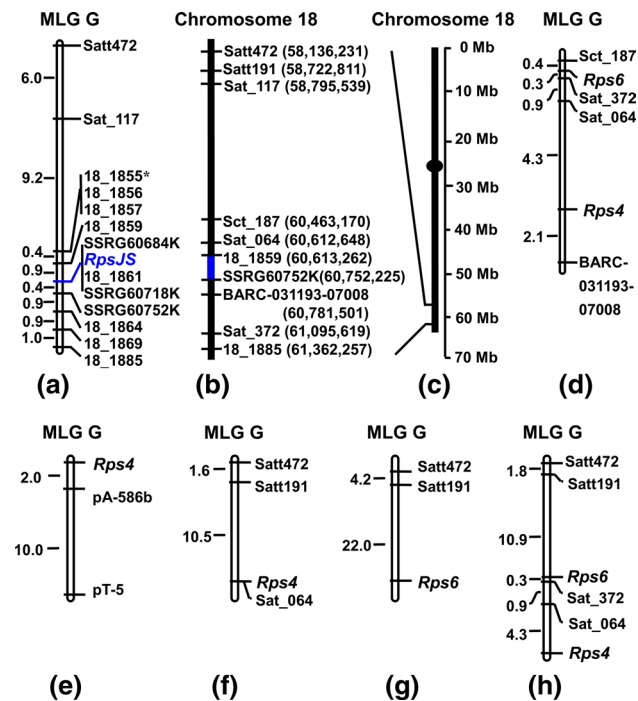 MLG G
Satt472
6.0
Sat_117
9.2
18_1855*
18_1856
18_1857
18_1859
SSRG60684K
0.4
RpsJS
0.9
18_1861
0.4
SSRG60718K
0.9
SSRG60752K
0.9
18_1864
1.0
18_1869
18_1885
(a)
Chromosome 18
Satt472 (58,136,231)
Satt191 (58,722,811)
Sat_117 (58,795,539)
Sct_187 (60,463,170)
Sat_064 (60,612,648)
18_1859 (60,613,262)
SSRG60752K(60,752,225)
BARC-031193-07008
(60,781,501)
Sat_372 (61,095,619)
18_1885 (61,362,257)
(b)
Chromosome 18
0 Mb
10 Mb
20 Mb
30 Mb
40 Mb
50 Mb
60 Mb
70 Mb
(c)
MLG G
0.4
Sct_187
0.3
Rps6
0.9
Sat_372
Sat_064
4.3
Rps4
2.1
BARC-
031193-
07008
(d)
MLG G
Rps4
2.0
pA-586b
10.0
pT-5
(e)
MLG G
1.6
Satt472
Satt191
10.5
Rps4
Sat_064
(f)
MLG G
Satt472
4.2
Satt191
22.0
Rps6
(g)
MLG G
Satt472
1.8
Satt191
10.9
0.3
Rps6
Sat_372
0.9
Sat_064
4.3
Rps4
(h)